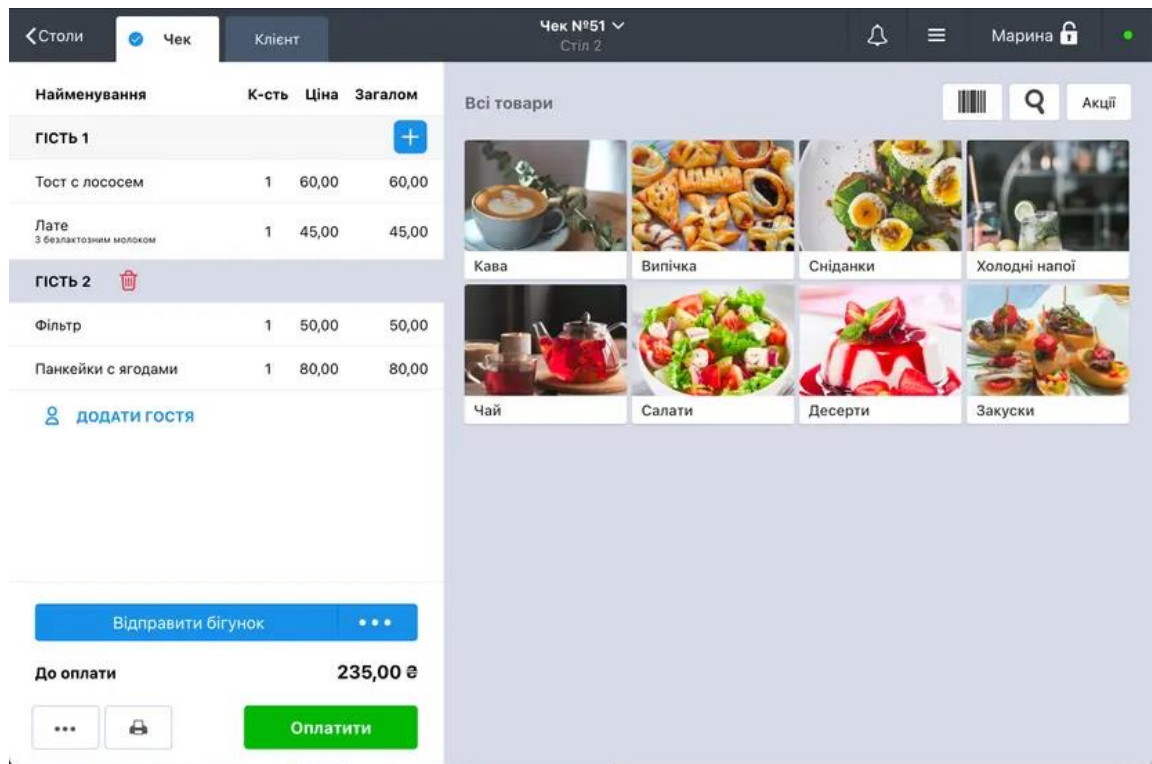 Столи
Чек
Клієнт
Чек №51
Стіл 2
Марина
Найменування К-сть Ціна Загалом
ГІСТЬ 1
Тост с лососем 1 60,00 60,00
Лате 1 45,00 45,00
З безлактозним молоком
ГІСТЬ 2
Фільтр 1 50,00 50,00
Панкейки с ягодами 1 80,00 80,00
ДОДАТИ ГОСТЯ
Відправити бігунок
До оплати 235,00 ₴
Оплатити
Всі товари
Акції
Кава
Випічка
Сніданки
Холодні напої
Чай
Салати
Десерти
Закуски